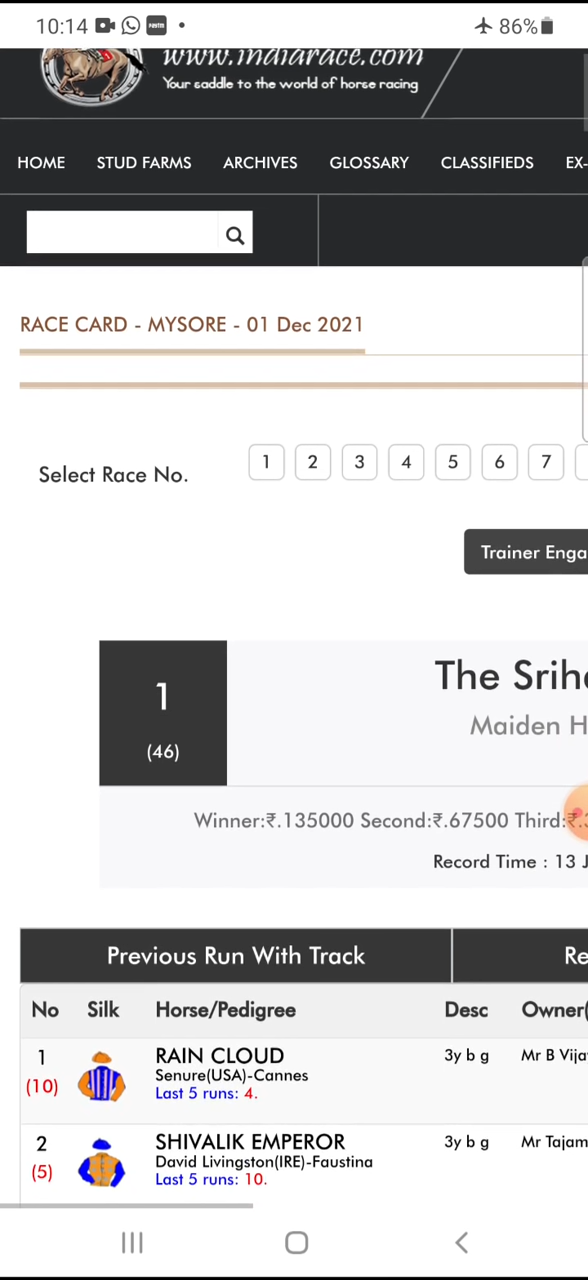 10:14 86%
www.indiarace.com
Your saddle to the world of horse racing
HOME STUD FARMS ARCHIVES GLOSSARY CLASSIFIEDS EX-
RACE CARD - MYSORE - 01 Dec 2021
Select Race No. 1 2 3 4 5 6 7
Trainer Enga
1 The Srih
(46) Maiden H
Winner:₹.135000 Second:₹.67500 Third:₹.
Record Time : 13 J
Previous Run With Track Re
No Silk Horse/Pedigree Desc Owner(
1 RAIN CLOUD 3y b g Mr B Vija
(10) Senure(USA)-Cannes
Last 5 runs: 4.
2 SHIVALIK EMPEROR 3y b g Mr Tajam
(5) David Livingston(IRE)-Faustina
Last 5 runs: 10.